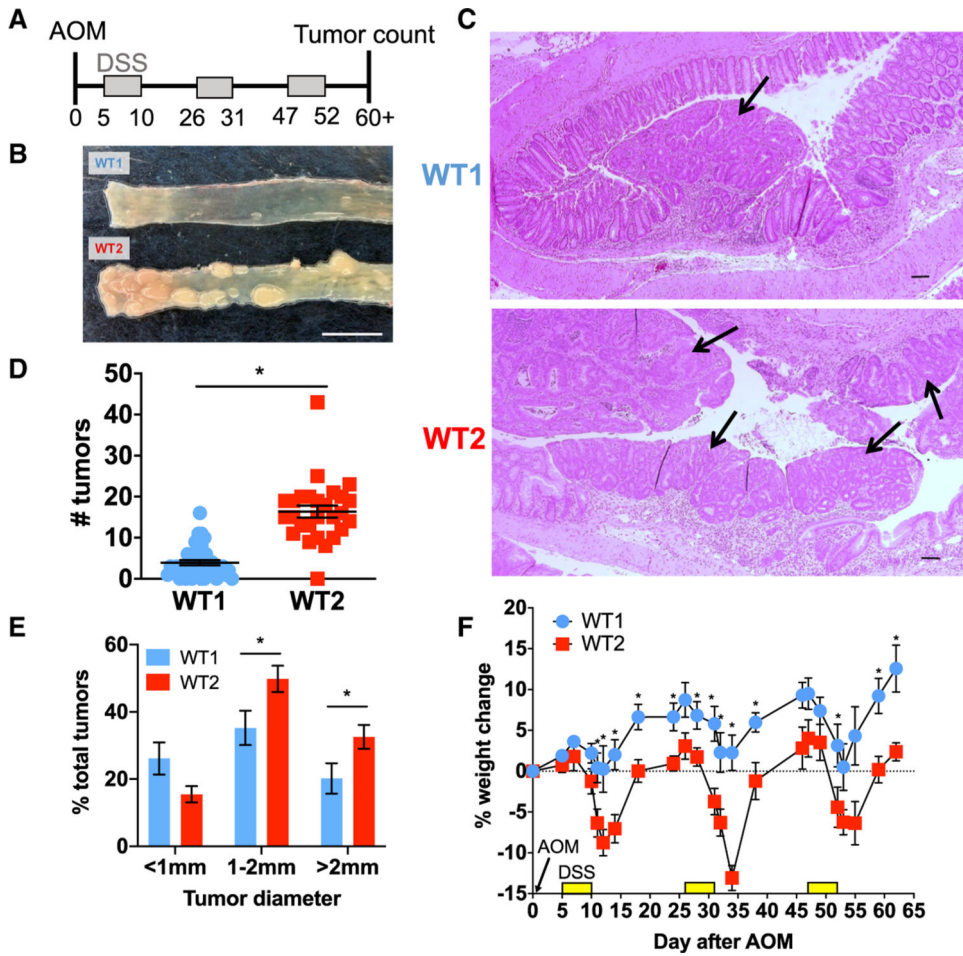 A
AOM
Tumor count
DSS
0 5 10 26 31 47 52 60+
B
WT1
WT2
C
WT1
WT2
D
# tumors
50
40
30
20
10
0
*
WT1 WT2
E
% total tumors
60
40
20
0
WT1
WT2
* *
<1mm 1-2mm >2mm
Tumor diameter
F
% weight change
20
15
10
5
0
-5
-10
-15
WT1
WT2
* * * * * * * * * * * * *
AOM
DSS
0 5 10 15 20 25 30 35 40 45 50 55 60 65
Day after AOM